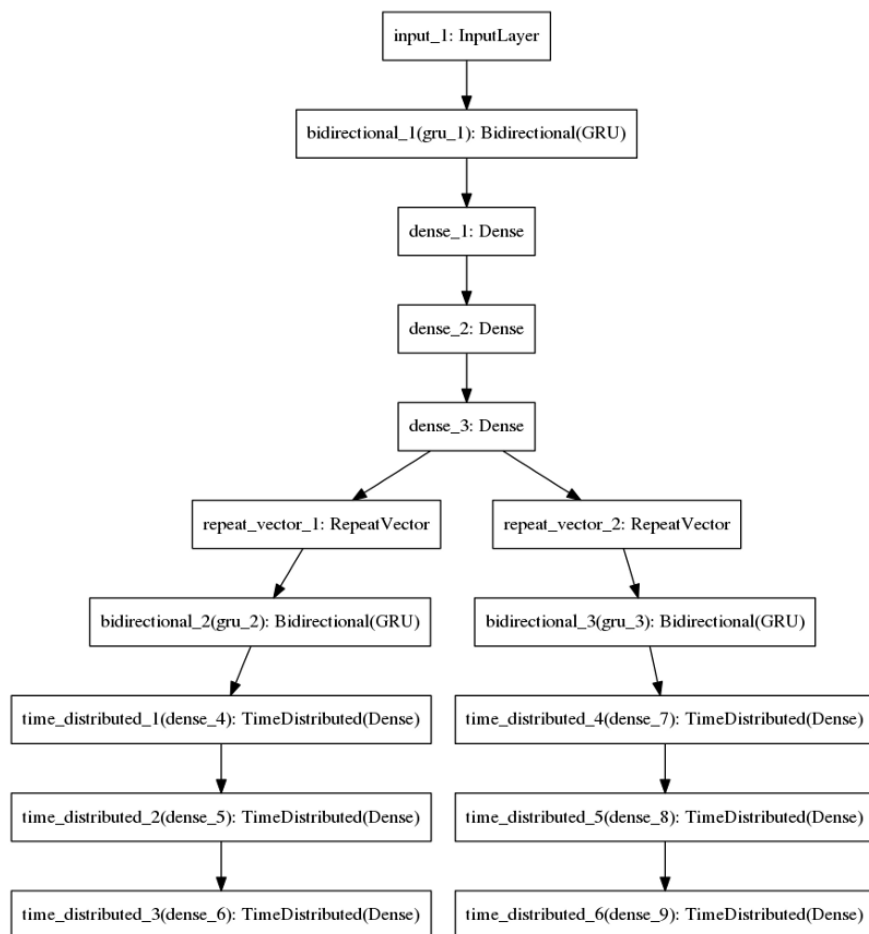 input_1: InputLayer
bidirectional_1(gru_1): Bidirectional(GRU)
dense_1: Dense
dense_2: Dense
dense_3: Dense
repeat_vector_1: RepeatVector
repeat_vector_2: RepeatVector
bidirectional_2(gru_2): Bidirectional(GRU)
bidirectional_3(gru_3): Bidirectional(GRU)
time_distributed_1(dense_4): TimeDistributed(Dense)
time_distributed_4(dense_7): TimeDistributed(Dense)
time_distributed_2(dense_5): TimeDistributed(Dense)
time_distributed_5(dense_8): TimeDistributed(Dense)
time_distributed_3(dense_6): TimeDistributed(Dense)
time_distributed_6(dense_9): TimeDistributed(Dense)